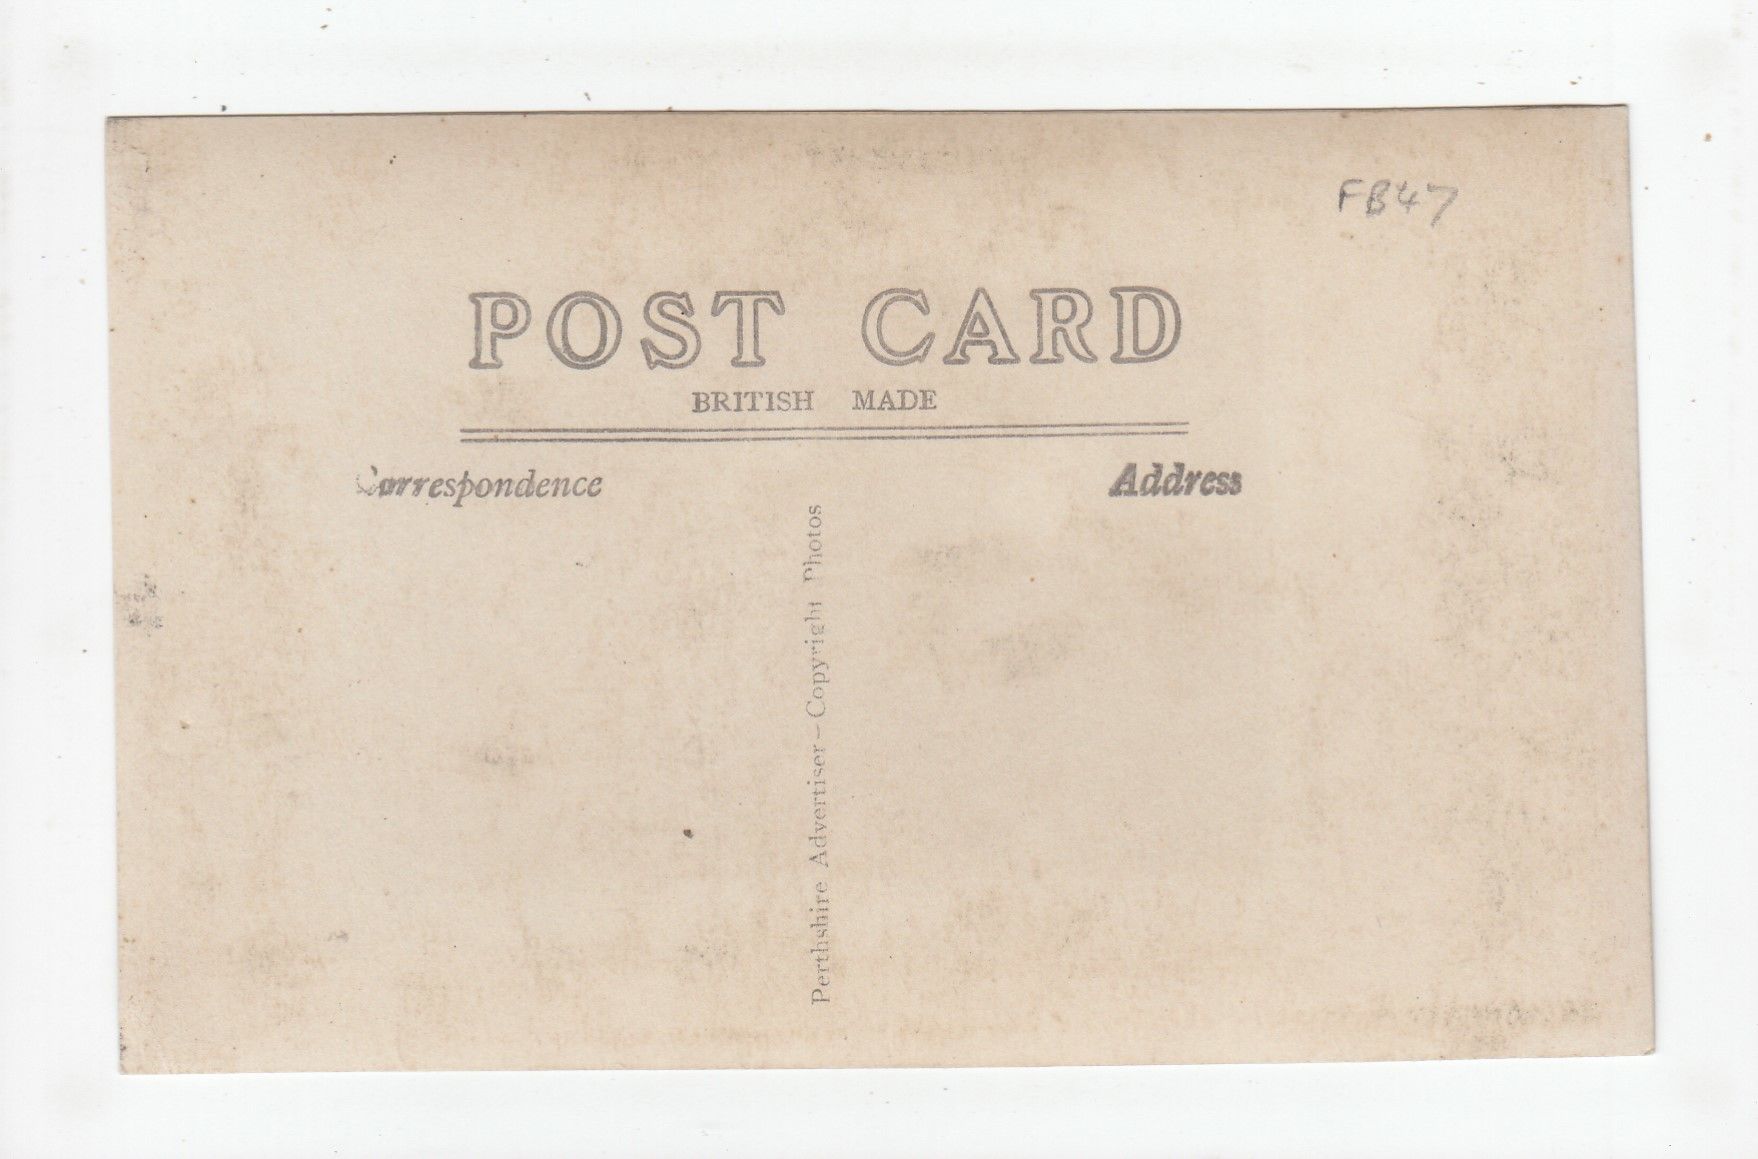 FB47
POST CARD
BRITISH MADE
Correspondence
Address
Perthshire Advertiser–Copyright Photos